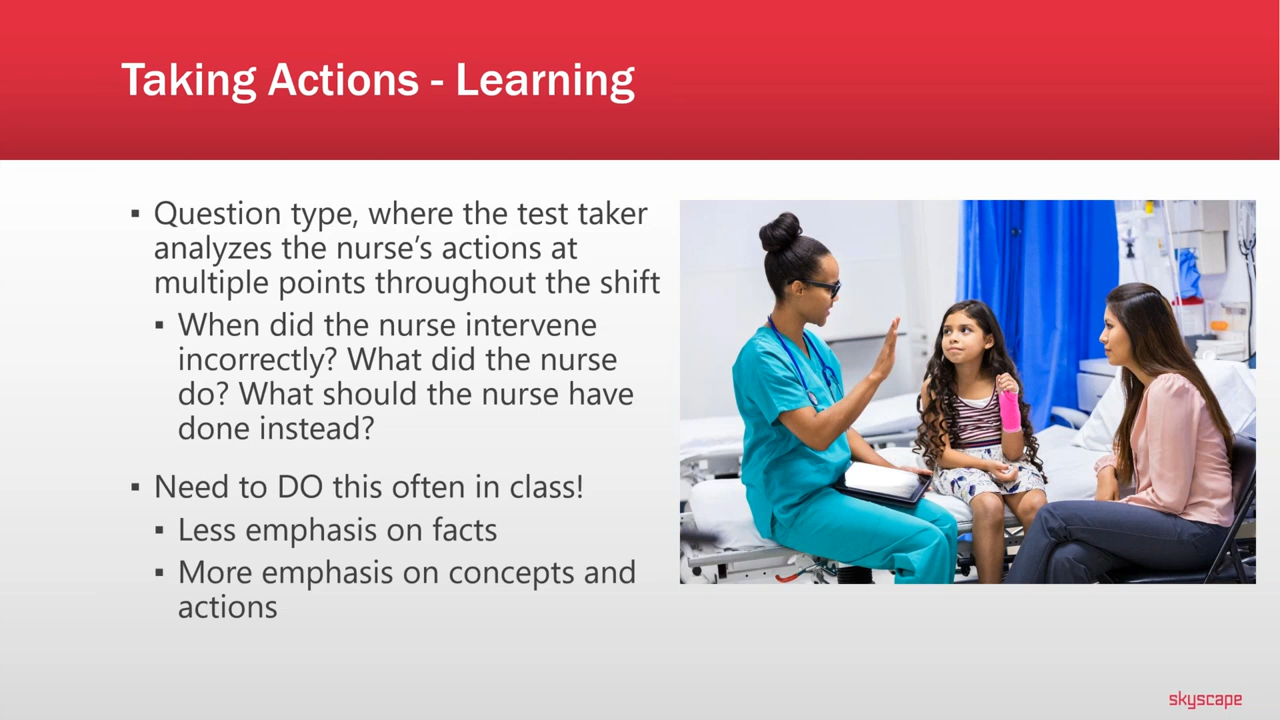 Taking Actions - Learning
▪ Question type, where the test taker
analyzes the nurse’s actions at
multiple points throughout the shift
▪ When did the nurse intervene
incorrectly? What did the nurse
do? What should the nurse have
done instead?
▪ Need to DO this often in class!
▪ Less emphasis on facts
▪ More emphasis on concepts and
actions
skyscape